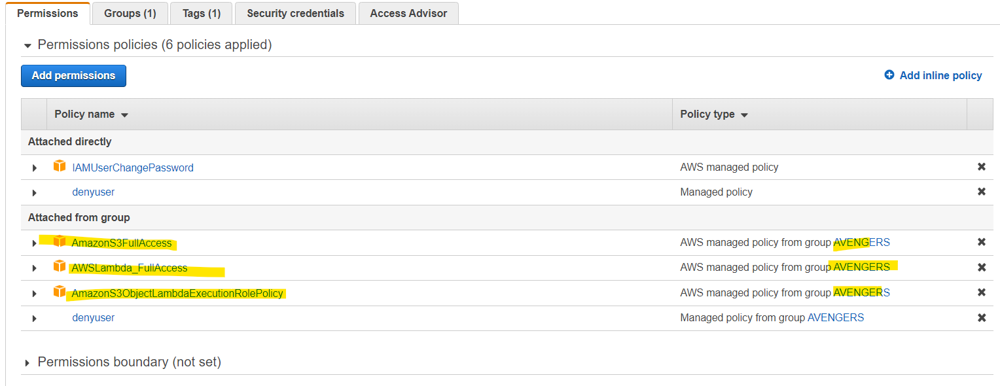 Permissions Groups (1) Tags (1) Security credentials Access Advisor
Permissions policies (6 policies applied)
Add permissions Add inline policy
Policy name Policy type
Attached directly
IAMUserChangePassword AWS managed policy
denyuser Managed policy
Attached from group
AmazonS3FullAccess AWS managed policy from group AVENGERS
AWSLambda_FullAccess AWS managed policy from group AVENGERS
AmazonS3ObjectLambdaExecutionRolePolicy AWS managed policy from group AVENGERS
denyuser Managed policy from group AVENGERS
Permissions boundary (not set)